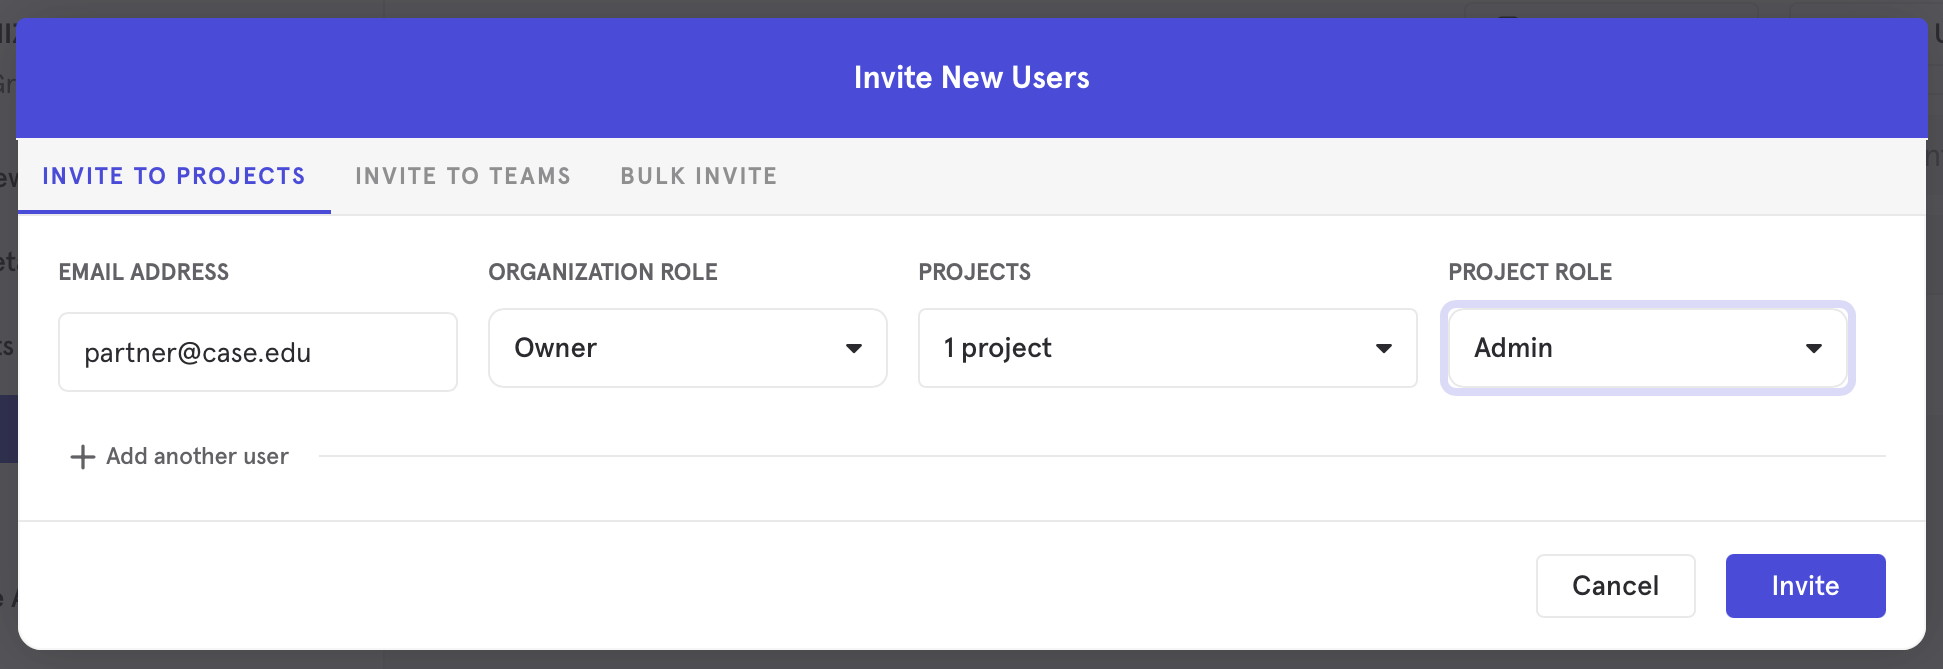 Invite New Users
INVITE TO PROJECTS INVITE TO TEAMS BULK INVITE
EMAIL ADDRESS ORGANIZATION ROLE PROJECTS PROJECT ROLE
partner@case.edu Owner 1 project Admin
Add another user
Cancel Invite